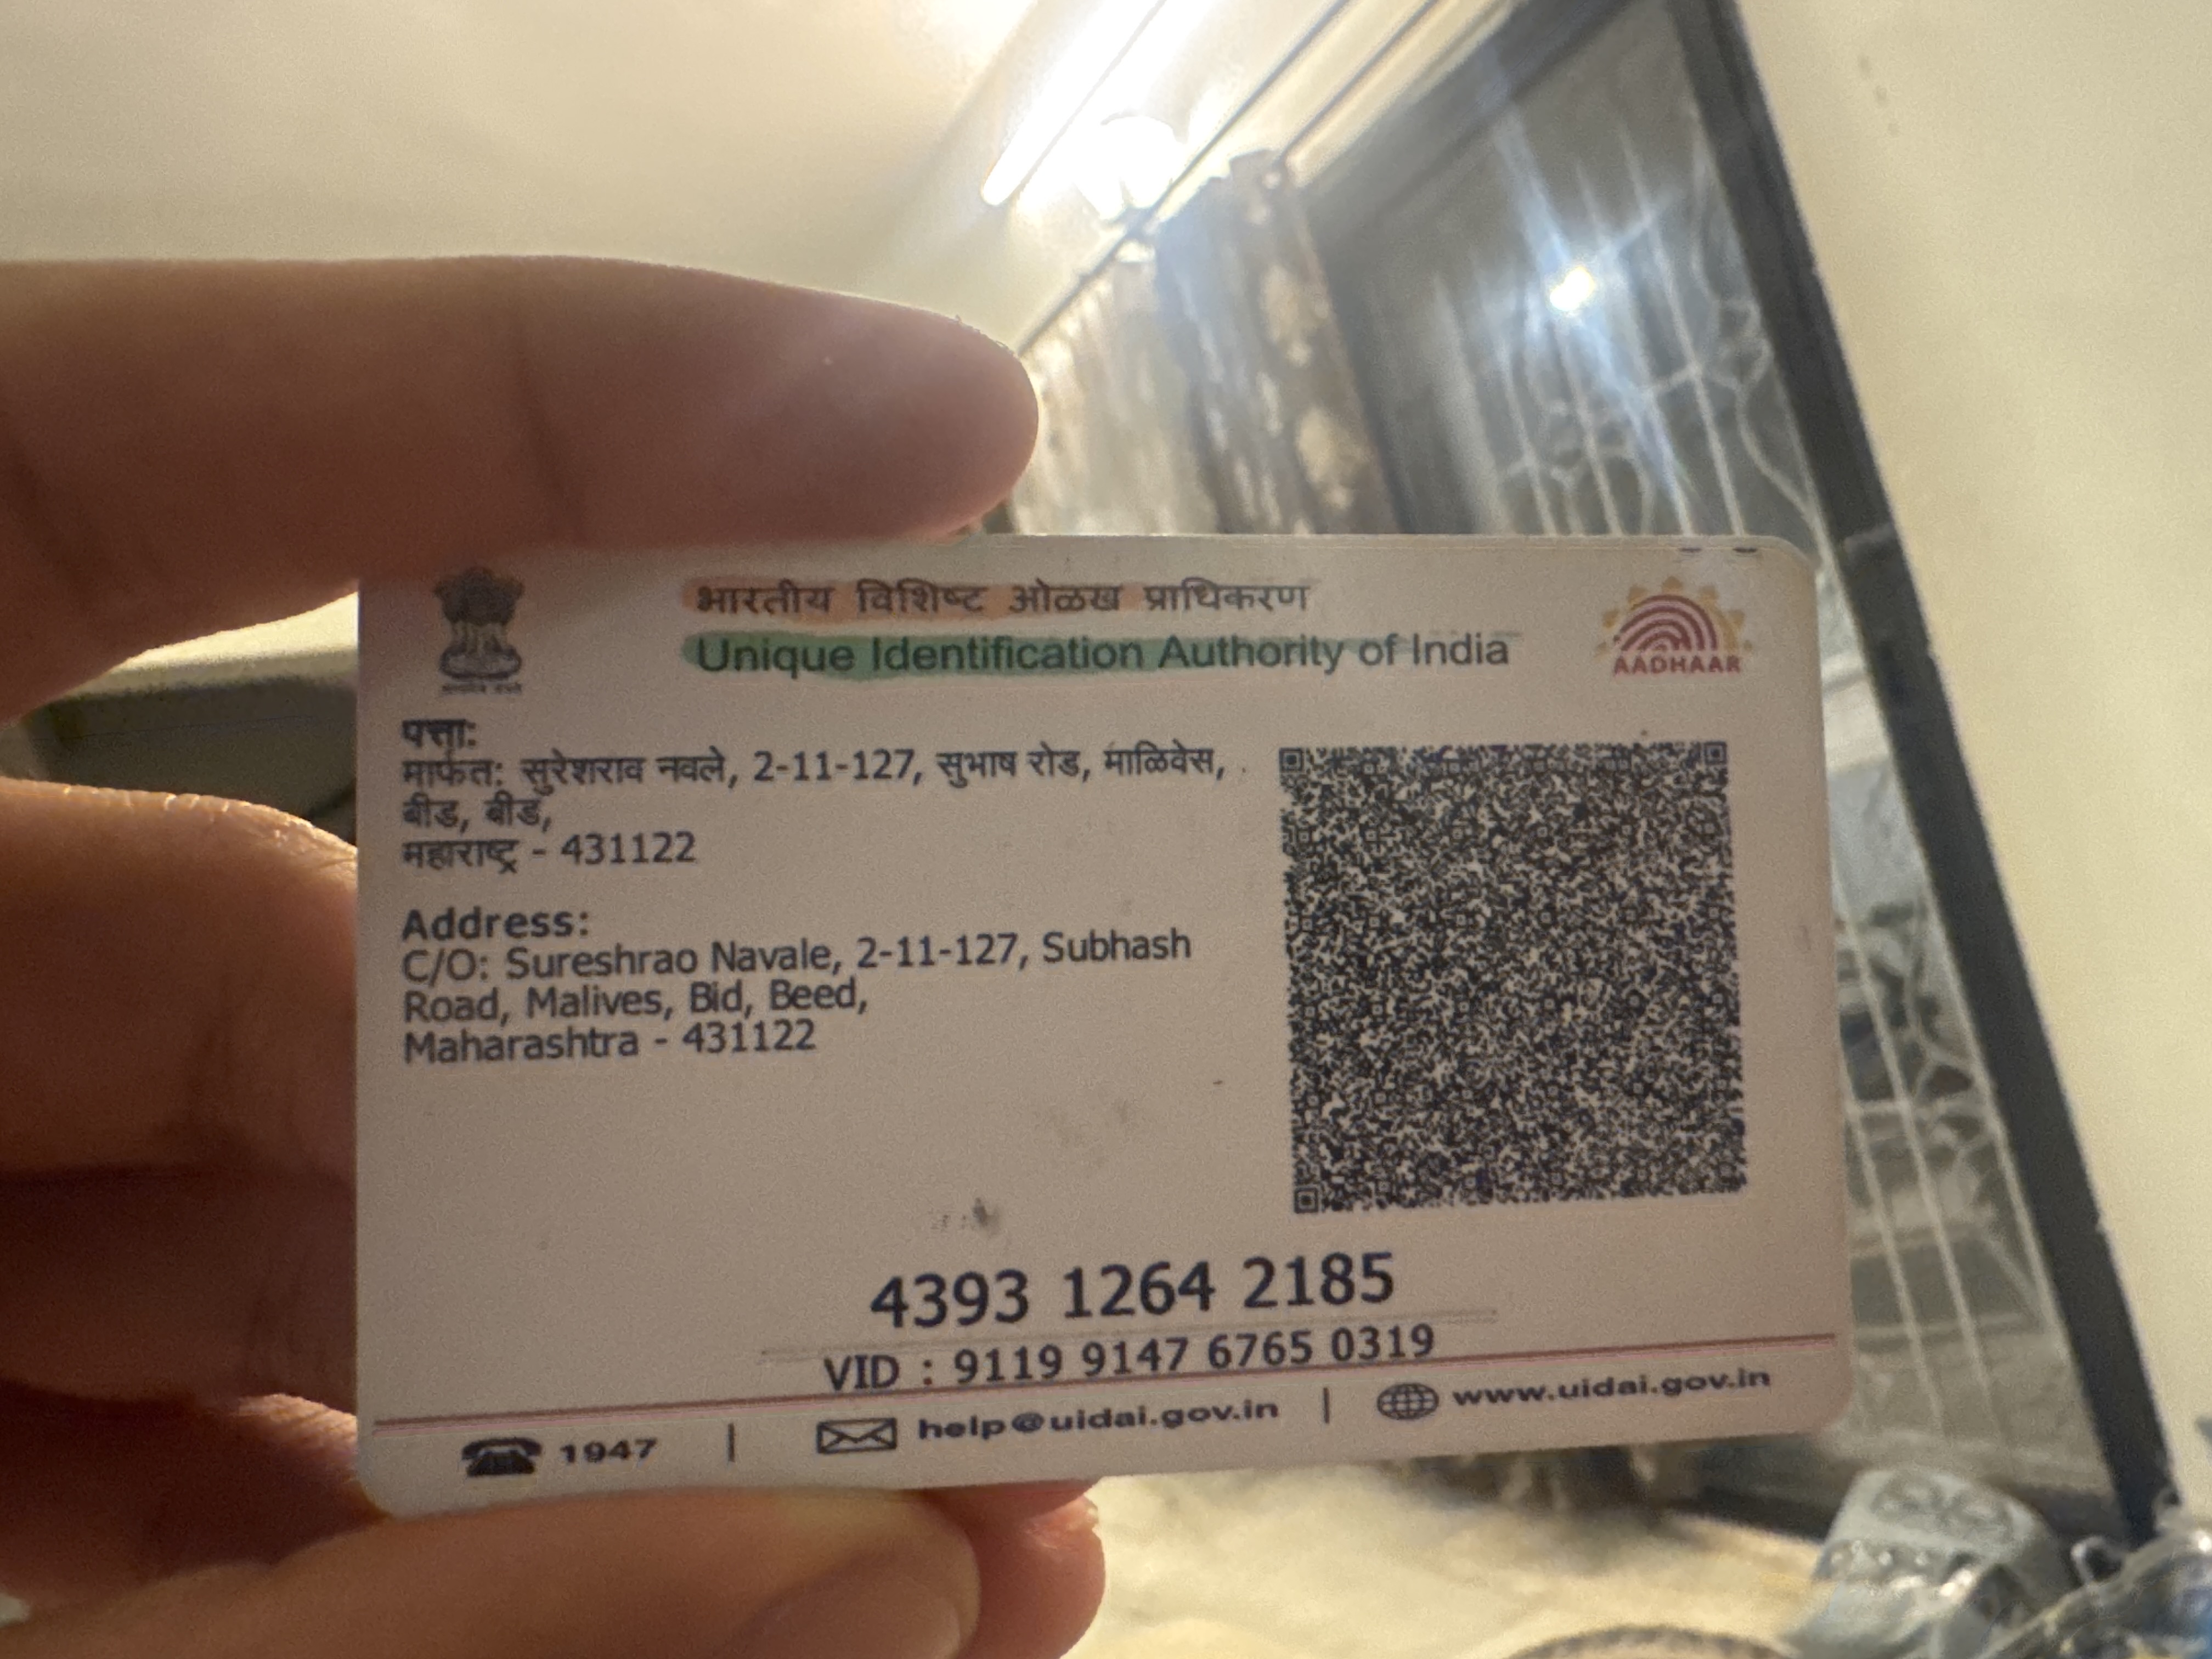 भारतीय विशिष्ट ओळख प्राधिकरण
Unique Identification Authority of India
AADHAAR
पत्ता:
मार्फत: सुरेशराव नवले, 2-11-127, सुभाष रोड, माळिवेस,
बीड, बीड,
महाराष्ट्र - 431122
Address:
C/O: Sureshrao Navale, 2-11-127, Subhash
Road, Malives, Bid, Beed,
Maharashtra - 431122
4393 1264 2185
VID : 9119 9147 6765 0319
1947 | help@uidai.gov.in | www.uidai.gov.in